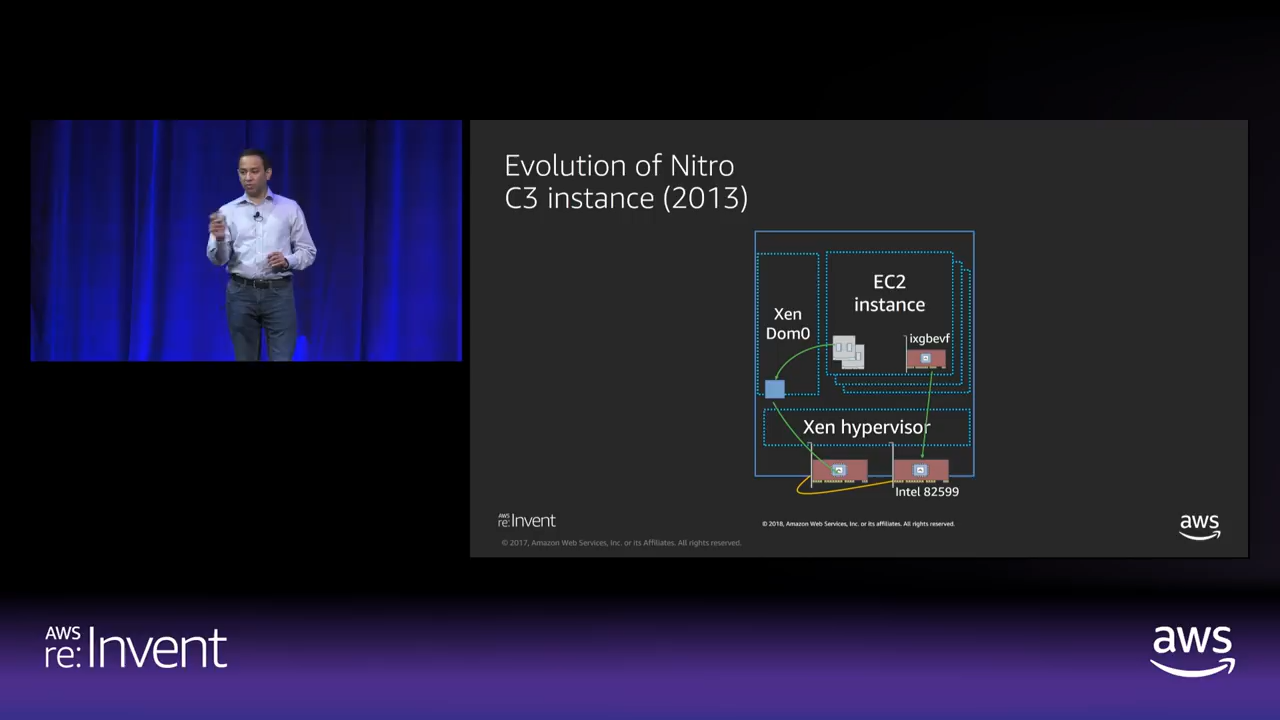 Evolution of Nitro
C3 instance (2013)
EC2
instance
Xen
Dom0
ixgbevf
Xen hypervisor
Intel 82599
AWS
re:Invent
© 2018, Amazon Web Services, Inc. or its affiliates. All rights reserved.
aws
© 2017, Amazon Web Services, Inc. or its Affiliates. All rights reserved.
AWS
re:Invent
aws